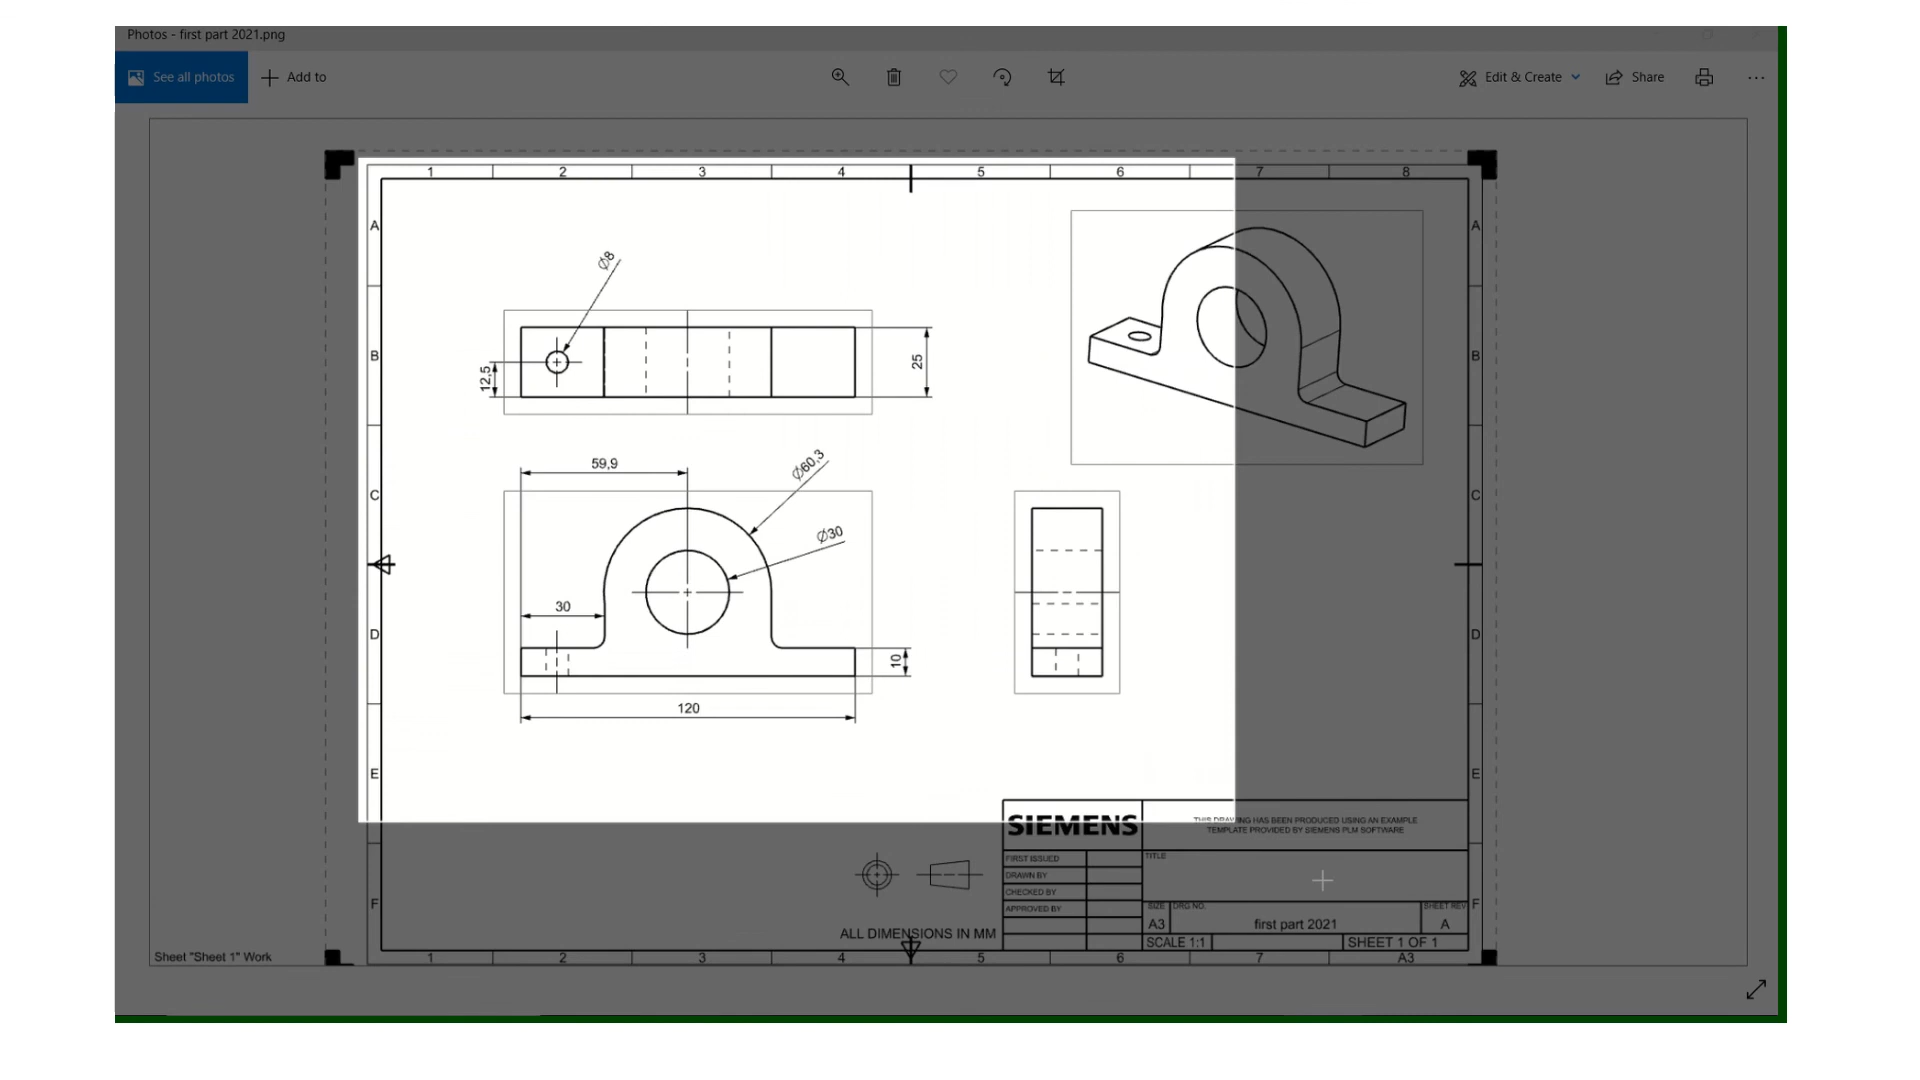 Photos - first part 2021.png
See all photos
Add to
Edit & Create
Share
1 2 3 4 5 6 7 8
A A
B B
C C
D D
E E
F F
Ø8
12,5
25
59,9
Ø60,3
Ø30
30
10
120
SIEMENS
THIS DRAWING HAS BEEN PRODUCED USING AN EXAMPLE
TEMPLATE PROVIDED BY SIEMENS PLM SOFTWARE
FIRST ISSUED
TITLE
DRAWN BY
CHECKED BY
APPROVED BY
SIZE DRG NO. SHEET REV
A3 first part 2021 A
ALL DIMENSIONS IN MM
SCALE 1:1 SHEET 1 OF 1
Sheet "Sheet 1" Work
1 2 3 4 5 6 7 A3